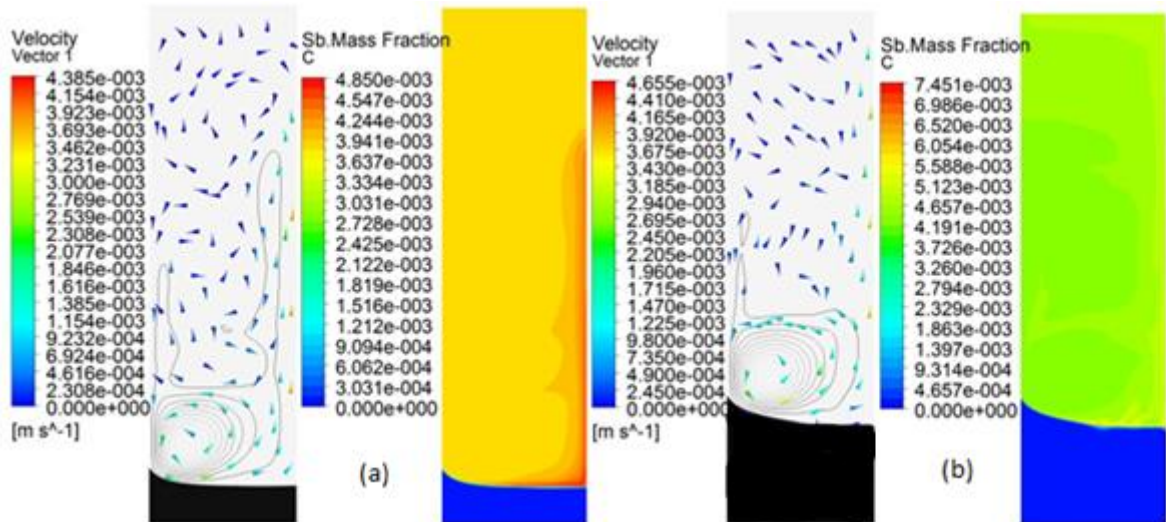 Velocity
Vector 1
4.385e-003
4.154e-003
3.923e-003
3.693e-003
3.462e-003
3.231e-003
3.000e-003
2.769e-003
2.539e-003
2.308e-003
2.077e-003
1.846e-003
1.616e-003
1.385e-003
1.154e-003
9.232e-004
6.924e-004
4.616e-004
2.308e-004
0.000e+000
[m s^-1]
Sb.Mass Fraction
C
4.850e-003
4.547e-003
4.244e-003
3.941e-003
3.637e-003
3.334e-003
3.031e-003
2.728e-003
2.425e-003
2.122e-003
1.819e-003
1.516e-003
1.212e-003
9.094e-004
6.062e-004
3.031e-004
0.000e+000
(a)
Velocity
Vector 1
4.655e-003
4.410e-003
4.165e-003
3.920e-003
3.675e-003
3.430e-003
3.185e-003
2.940e-003
2.695e-003
2.450e-003
2.205e-003
1.960e-003
1.715e-003
1.470e-003
1.225e-003
9.800e-004
7.350e-004
4.900e-004
2.450e-004
0.000e+000
[m s^-1]
Sb.Mass Fraction
C
7.451e-003
6.986e-003
6.520e-003
6.054e-003
5.588e-003
5.123e-003
4.657e-003
4.191e-003
3.726e-003
3.260e-003
2.794e-003
2.329e-003
1.863e-003
1.397e-003
9.314e-004
4.657e-004
0.000e+000
(b)